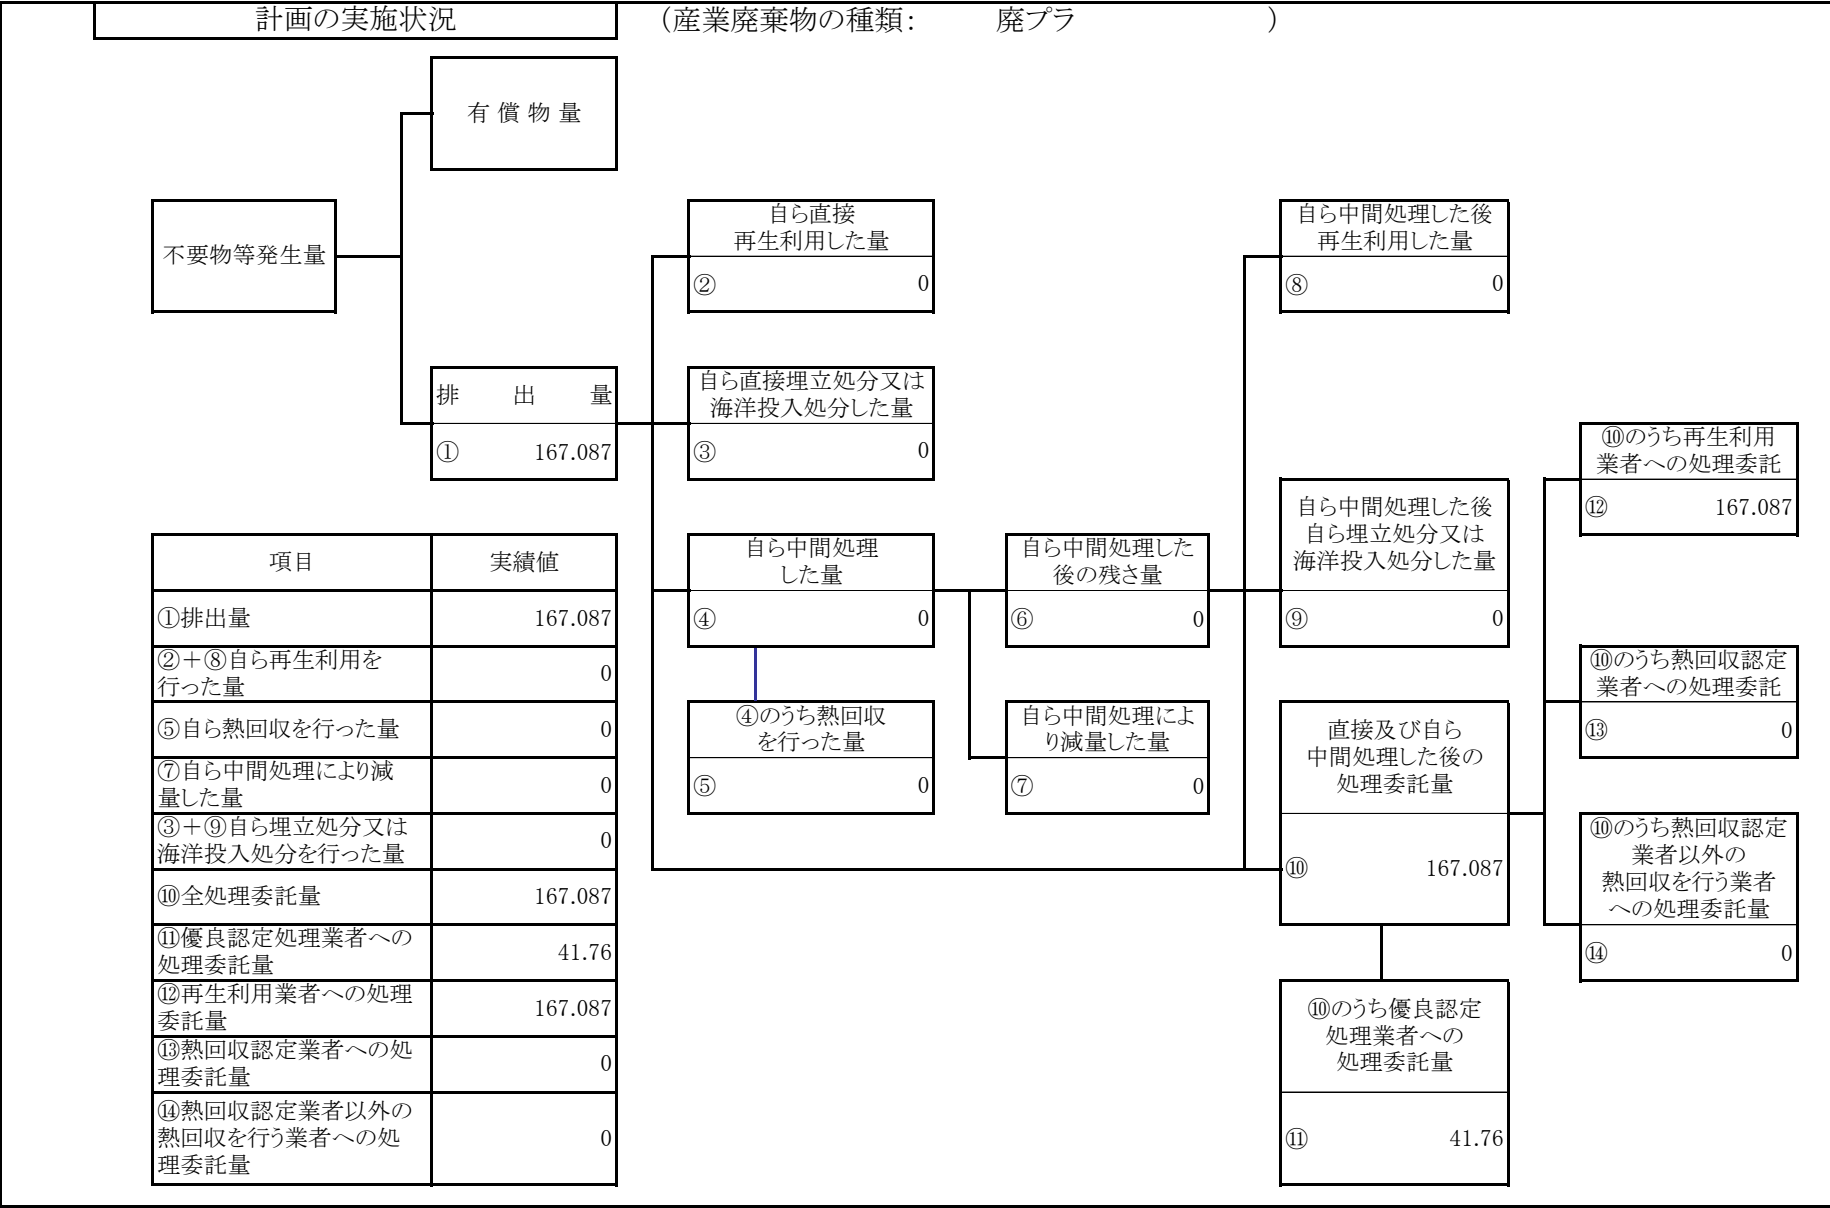 計画の実施状況
（産業廃棄物の種類： 廃プラ ）
有 償 物 量
不要物等発生量
自ら直接
再生利用した量
② 0
自ら中間処理した後
再生利用した量
⑧ 0
排 出 量
① 167.087
自ら直接埋立処分又は
海洋投入処分した量
③ 0
⑩のうち再生利用
業者への処理委託
⑫ 167.087
自ら中間処理した後
自ら埋立処分又は
海洋投入処分した量
⑨ 0
自ら中間処理
した量
④ 0
自ら中間処理した
後の残さ量
⑥ 0
⑩のうち熱回収認定
業者への処理委託
⑬ 0
④のうち熱回収
を行った量
⑤ 0
自ら中間処理によ
り減量した量
⑦ 0
直接及び自ら
中間処理した後の
処理委託量
⑩ 167.087
⑩のうち熱回収認定
業者以外の
熱回収を行う業者
への処理委託量
⑭ 0
⑩のうち優良認定
処理業者への
処理委託量
⑪ 41.76
項目 実績値
①排出量 167.087
②＋⑧自ら再生利用を
行った量 0
⑤自ら熱回収を行った量 0
⑦自ら中間処理により減
量した量 0
③＋⑨自ら埋立処分又は
海洋投入処分を行った量 0
⑩全処理委託量 167.087
⑪優良認定処理業者への
処理委託量 41.76
⑫再生利用業者への処理
委託量 167.087
⑬熱回収認定業者への処
理委託量 0
⑭熱回収認定業者以外の
熱回収を行う業者への処
理委託量 0